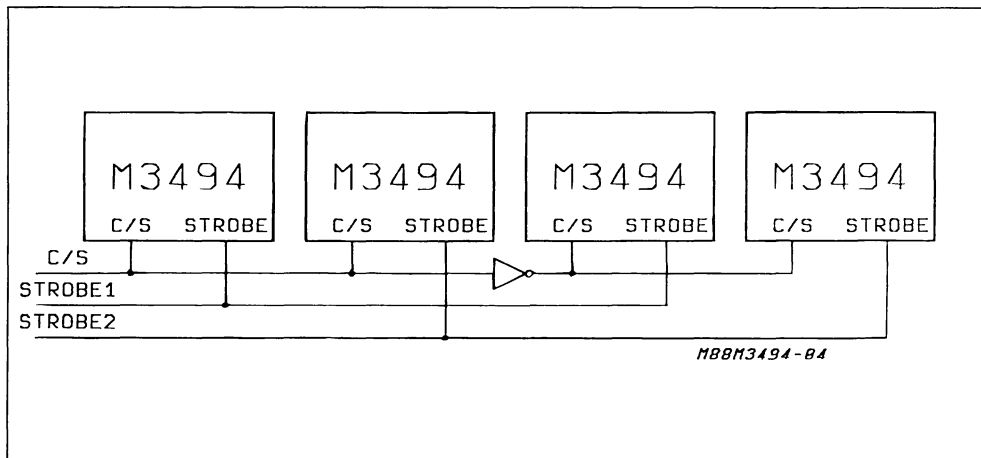 M3494 M3494 M3494 M3494
C/S STROBE C/S STROBE C/S STROBE C/S STROBE
C/S
STROBE1
STROBE2
M88M3494-04